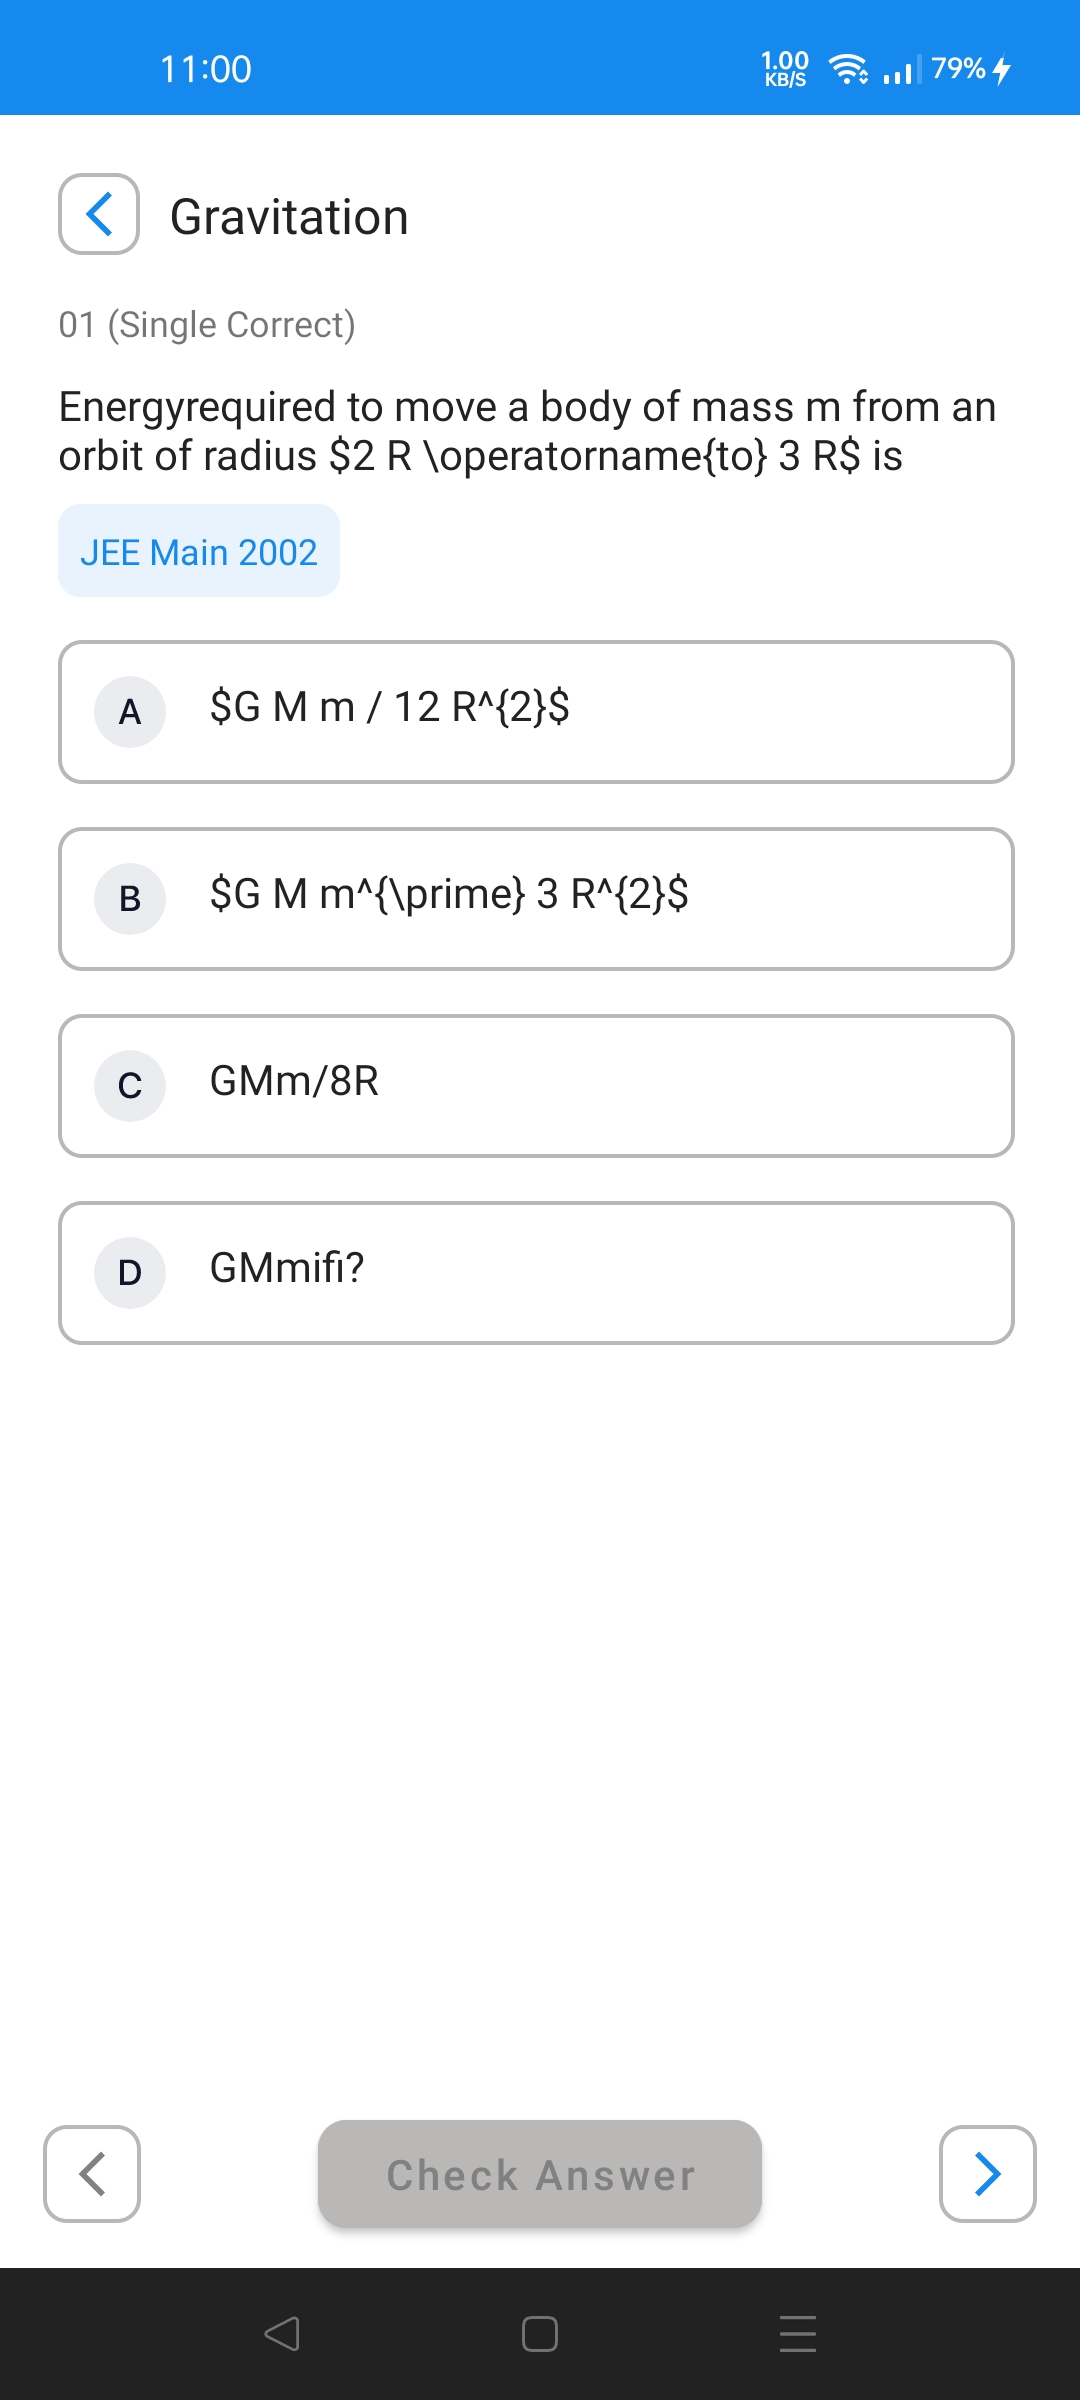 11:00
1.00
KB/S
79%
Gravitation
01 (Single Correct)
Energyrequired to move a body of mass m from an
orbit of radius $2 R \operatorname{to} 3 R$ is
JEE Main 2002
A $G M m / 12 R^{2}$
B $G M m^{\prime} 3 R^{2}$
C GMm/8R
D GMmifi?
Check Answer